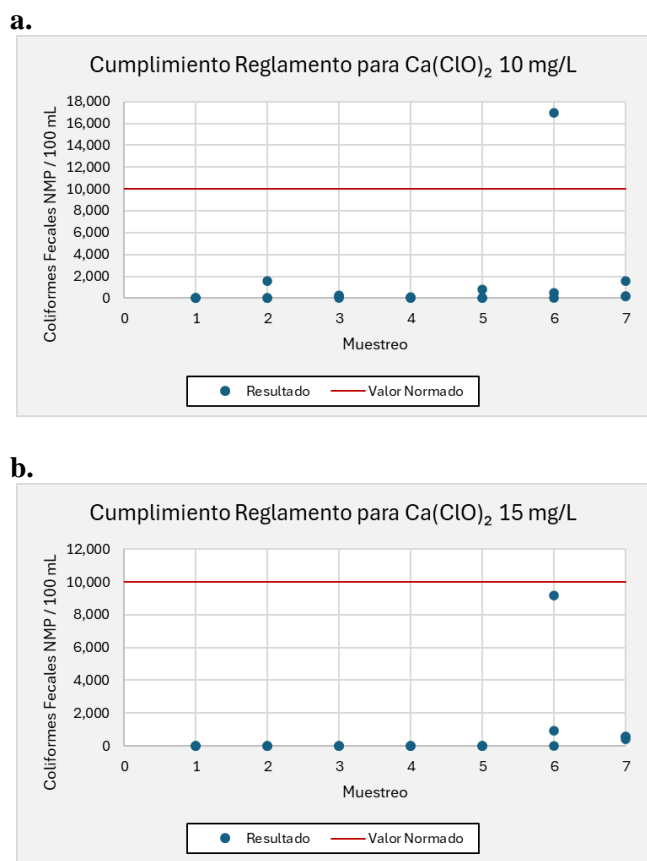 a.
Cumplimiento Reglamento para Ca(ClO)₂ 10 mg/L
Coliformes Fecales NMP / 100 mL
18,000
16,000
14,000
12,000
10,000
8,000
6,000
4,000
2,000
0
0 1 2 3 4 5 6 7
Muestreo
Resultado Valor Normado
b.
Cumplimiento Reglamento para Ca(ClO)₂ 15 mg/L
Coliformes Fecales NMP / 100 mL
12,000
10,000
8,000
6,000
4,000
2,000
0
0 1 2 3 4 5 6 7
Muestreo
Resultado Valor Normado